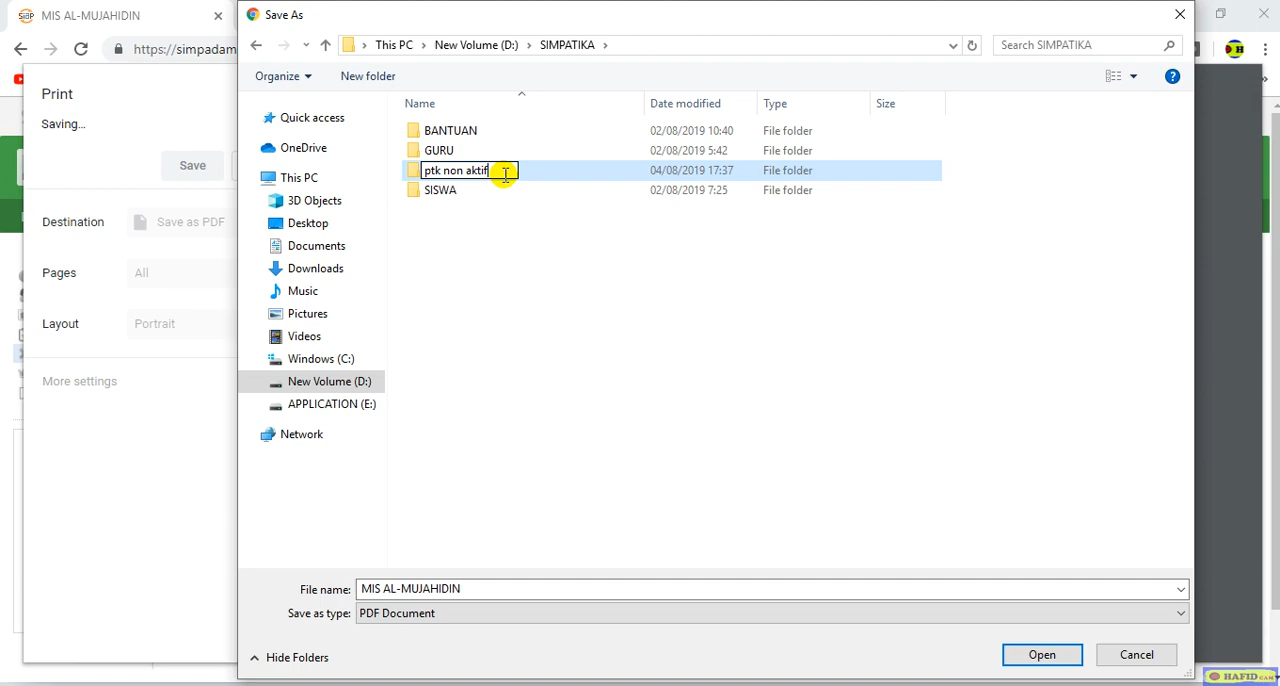 MIS AL-MUJAHIDIN
https://simpadam
Print
Saving...
Save
Destination
Save as PDF
Pages
All
Layout
Portrait
More settings
Save As
This PC > New Volume (D:) > SIMPATIKA >
Search SIMPATIKA
Organize
New folder
Name
Date modified
Type
Size
Quick access
OneDrive
This PC
3D Objects
Desktop
Documents
Downloads
Music
Pictures
Videos
Windows (C:)
New Volume (D:)
APPLICATION (E:)
Network
BANTUAN 02/08/2019 10:40 File folder
GURU 02/08/2019 5:42 File folder
ptk non aktif 04/08/2019 17:37 File folder
SISWA 02/08/2019 7:25 File folder
File name: MIS AL-MUJAHIDIN
Save as type: PDF Document
Hide Folders
Open
Cancel
HAFID CAM